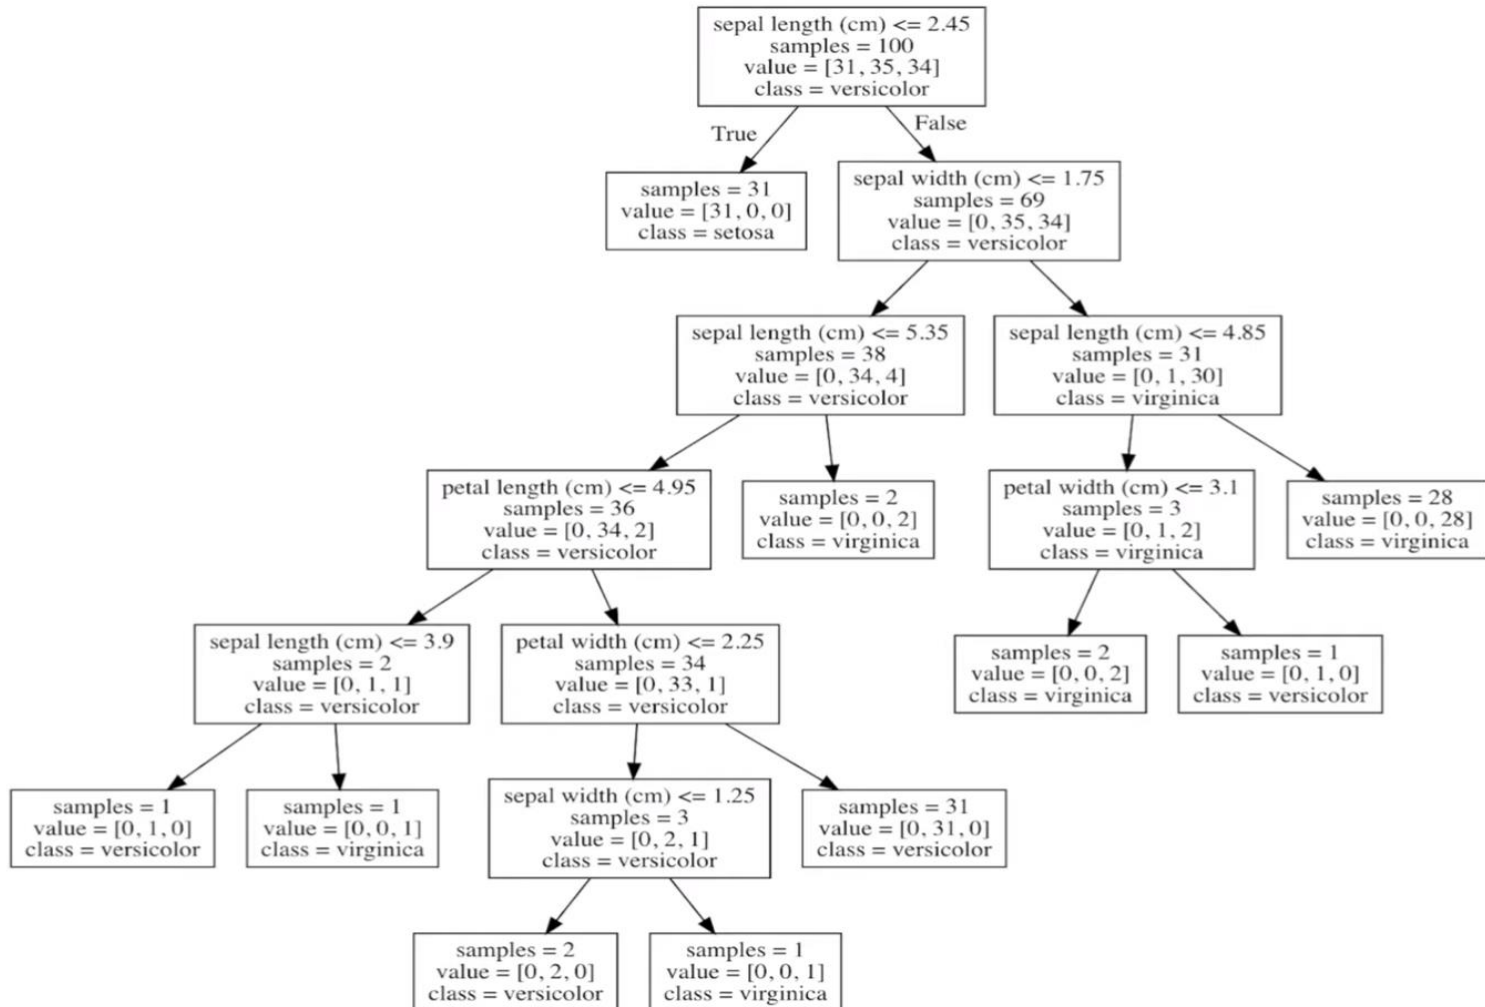 sepal length (cm) <= 2.45
samples = 100
value = [31, 35, 34]
class = versicolor
True
False
samples = 31
value = [31, 0, 0]
class = setosa
sepal width (cm) <= 1.75
samples = 69
value = [0, 35, 34]
class = versicolor
sepal length (cm) <= 5.35
samples = 38
value = [0, 34, 4]
class = versicolor
sepal length (cm) <= 4.85
samples = 31
value = [0, 1, 30]
class = virginica
petal length (cm) <= 4.95
samples = 36
value = [0, 34, 2]
class = versicolor
samples = 2
value = [0, 0, 2]
class = virginica
petal width (cm) <= 3.1
samples = 3
value = [0, 1, 2]
class = virginica
samples = 28
value = [0, 0, 28]
class = virginica
sepal length (cm) <= 3.9
samples = 2
value = [0, 1, 1]
class = versicolor
petal width (cm) <= 2.25
samples = 34
value = [0, 33, 1]
class = versicolor
samples = 2
value = [0, 0, 2]
class = virginica
samples = 1
value = [0, 1, 0]
class = versicolor
samples = 1
value = [0, 1, 0]
class = versicolor
samples = 1
value = [0, 0, 1]
class = virginica
sepal width (cm) <= 1.25
samples = 3
value = [0, 2, 1]
class = versicolor
samples = 31
value = [0, 31, 0]
class = versicolor
samples = 2
value = [0, 2, 0]
class = versicolor
samples = 1
value = [0, 0, 1]
class = virginica